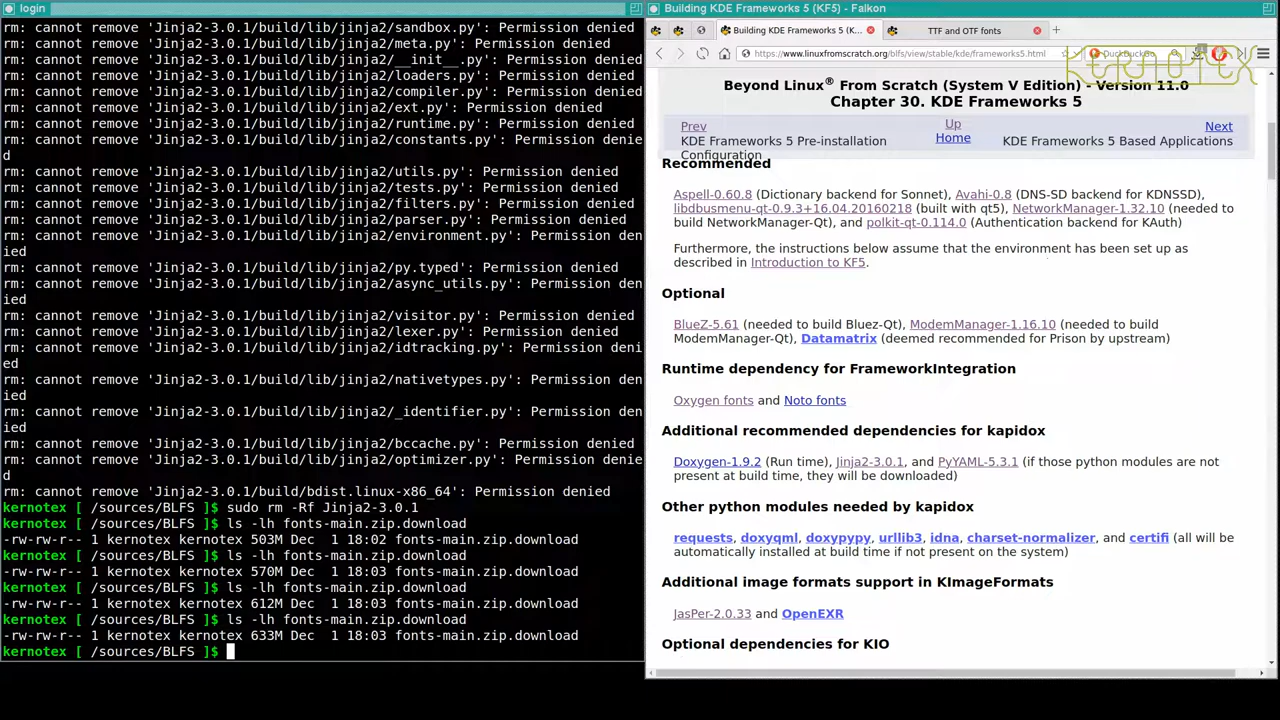 login
rm: cannot remove 'Jinja2-3.0.1/build/lib/jinja2/sandbox.py': Permission denied
rm: cannot remove 'Jinja2-3.0.1/build/lib/jinja2/meta.py': Permission denied
rm: cannot remove 'Jinja2-3.0.1/build/lib/jinja2/__init__.py': Permission denied
rm: cannot remove 'Jinja2-3.0.1/build/lib/jinja2/loaders.py': Permission denied
rm: cannot remove 'Jinja2-3.0.1/build/lib/jinja2/compiler.py': Permission denied
rm: cannot remove 'Jinja2-3.0.1/build/lib/jinja2/ext.py': Permission denied
rm: cannot remove 'Jinja2-3.0.1/build/lib/jinja2/runtime.py': Permission denied
rm: cannot remove 'Jinja2-3.0.1/build/lib/jinja2/constants.py': Permission denie
d
rm: cannot remove 'Jinja2-3.0.1/build/lib/jinja2/utils.py': Permission denied
rm: cannot remove 'Jinja2-3.0.1/build/lib/jinja2/tests.py': Permission denied
rm: cannot remove 'Jinja2-3.0.1/build/lib/jinja2/filters.py': Permission denied
rm: cannot remove 'Jinja2-3.0.1/build/lib/jinja2/parser.py': Permission denied
rm: cannot remove 'Jinja2-3.0.1/build/lib/jinja2/environment.py': Permission den
ied
rm: cannot remove 'Jinja2-3.0.1/build/lib/jinja2/py.typed': Permission denied
rm: cannot remove 'Jinja2-3.0.1/build/lib/jinja2/async_utils.py': Permission den
ied
rm: cannot remove 'Jinja2-3.0.1/build/lib/jinja2/visitor.py': Permission denied
rm: cannot remove 'Jinja2-3.0.1/build/lib/jinja2/lexer.py': Permission denied
rm: cannot remove 'Jinja2-3.0.1/build/lib/jinja2/idtracking.py': Permission deni
ed
rm: cannot remove 'Jinja2-3.0.1/build/lib/jinja2/nativetypes.py': Permission den
ied
rm: cannot remove 'Jinja2-3.0.1/build/lib/jinja2/_identifier.py': Permission den
ied
rm: cannot remove 'Jinja2-3.0.1/build/lib/jinja2/bccache.py': Permission denied
rm: cannot remove 'Jinja2-3.0.1/build/lib/jinja2/optimizer.py': Permission denie
d
rm: cannot remove 'Jinja2-3.0.1/build/bdist.linux-x86_64': Permission denied
kernotex [ /sources/BLFS ]$ sudo rm -Rf Jinja2-3.0.1
kernotex [ /sources/BLFS ]$ ls -lh fonts-main.zip.download
-rw-rw-r-- 1 kernotex kernotex 503M Dec  1 18:02 fonts-main.zip.download
kernotex [ /sources/BLFS ]$ ls -lh fonts-main.zip.download
-rw-rw-r-- 1 kernotex kernotex 570M Dec  1 18:03 fonts-main.zip.download
kernotex [ /sources/BLFS ]$ ls -lh fonts-main.zip.download
-rw-rw-r-- 1 kernotex kernotex 612M Dec  1 18:03 fonts-main.zip.download
kernotex [ /sources/BLFS ]$ ls -lh fonts-main.zip.download
-rw-rw-r-- 1 kernotex kernotex 633M Dec  1 18:03 fonts-main.zip.download
kernotex [ /sources/BLFS ]$
Building KDE Frameworks 5 (KF5) - Falkon
Building KDE Frameworks 5 (K...
TTF and OTF fonts
https://www.linuxfromscratch.org/blfs/view/stable/kde/frameworks5.html
DuckDuckGo
KERNOTEX
Beyond Linux® From Scratch (System V Edition) - Version 11.0
Chapter 30. KDE Frameworks 5
Prev
Up
Next
KDE Frameworks 5 Pre-installation
Configuration
Home
KDE Frameworks 5 Based Applications
Recommended
Aspell-0.60.8 (Dictionary backend for Sonnet), Avahi-0.8 (DNS-SD backend for KDNSSD),
libdbusmenu-qt-0.9.3+16.04.20160218 (built with qt5), NetworkManager-1.32.10 (needed to
build NetworkManager-Qt), and polkit-qt-0.114.0 (Authentication backend for KAuth)
Furthermore, the instructions below assume that the environment has been set up as
described in Introduction to KF5.
Optional
BlueZ-5.61 (needed to build Bluez-Qt), ModemManager-1.16.10 (needed to build
ModemManager-Qt), Datamatrix (deemed recommended for Prison by upstream)
Runtime dependency for FrameworkIntegration
Oxygen fonts and Noto fonts
Additional recommended dependencies for kapidox
Doxygen-1.9.2 (Run time), Jinja2-3.0.1, and PyYAML-5.3.1 (if those python modules are not
present at build time, they will be downloaded)
Other python modules needed by kapidox
requests, doxyqml, doxypypy, urllib3, idna, charset-normalizer, and certifi (all will be
automatically installed at build time if not present on the system)
Additional image formats support in KImageFormats
JasPer-2.0.33 and OpenEXR
Optional dependencies for KIO